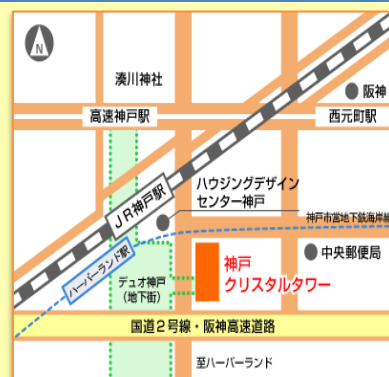 N
湊川神社
阪神
高速神戸駅
西元町駅
JR神戸駅
ハウジングデザイン
センター神戸
神戸市営地下鉄海岸線
ハーバーランド駅
中央郵便局
神戸
クリスタルタワー
デュオ神戸
(地下街)
国道2号線・阪神高速道路
至ハーバーランド